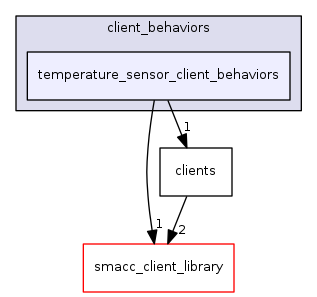 client_behaviors
temperature_sensor_client_behaviors
1
clients
1
2
smacc_client_library